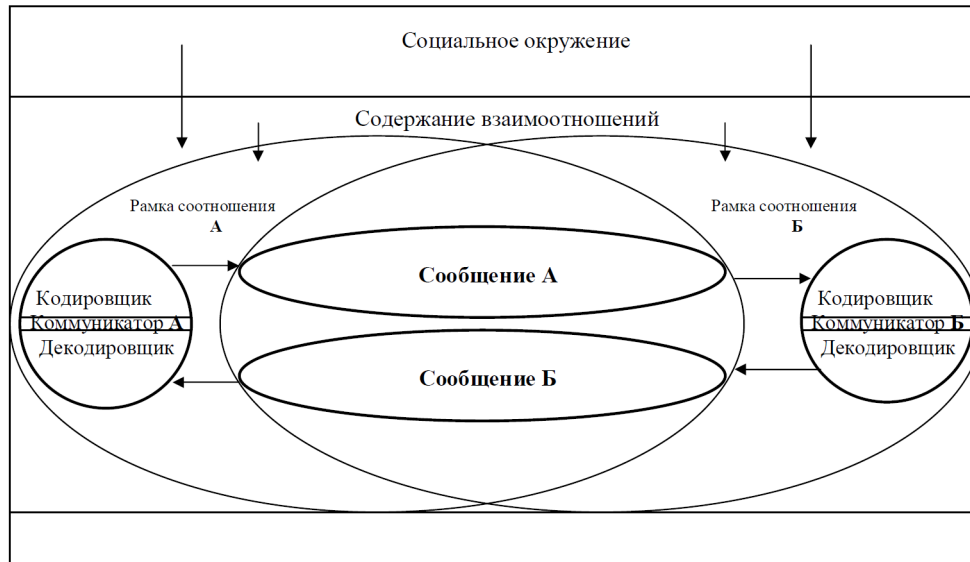 Социальное окружение
Содержание взаимоотношений
Рамка соотношения
А
Рамка соотношения
Б
Сообщение А
Кодировщик
Коммуникатор А
Декодировщик
Кодировщик
Коммуникатор Б
Декодировщик
Сообщение Б